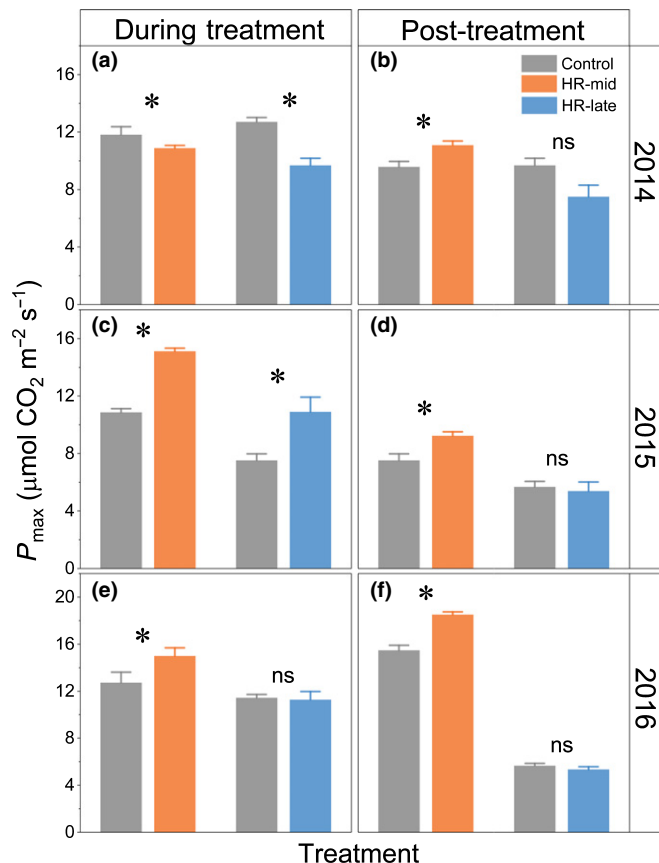 During treatment
Post-treatment
(a)
(b)
Control
HR-mid
HR-late
16
12
8
4
0
*
*
*
ns
2014
(c)
(d)
16
12
8
4
0
*
*
*
ns
2015
(e)
(f)
20
16
12
8
4
0
*
ns
*
ns
2016
Pmax (μmol CO2 m−2 s−1)
Treatment